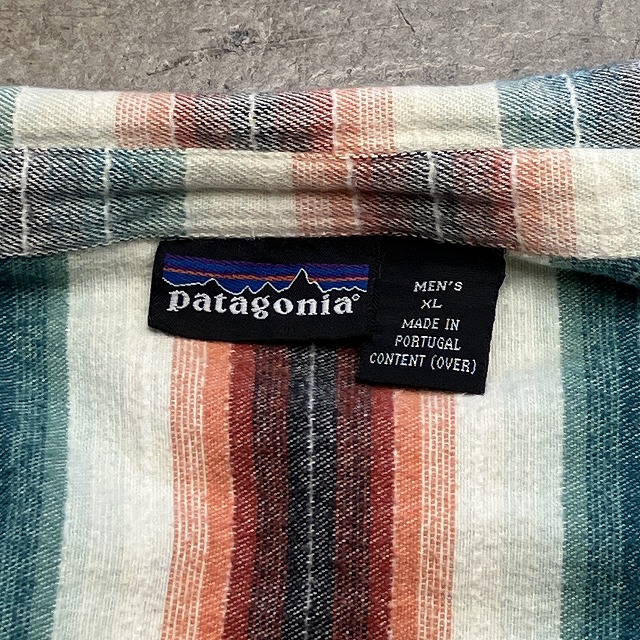 patagonia®
MEN'S
XL
MADE IN
PORTUGAL
CONTENT (OVER)